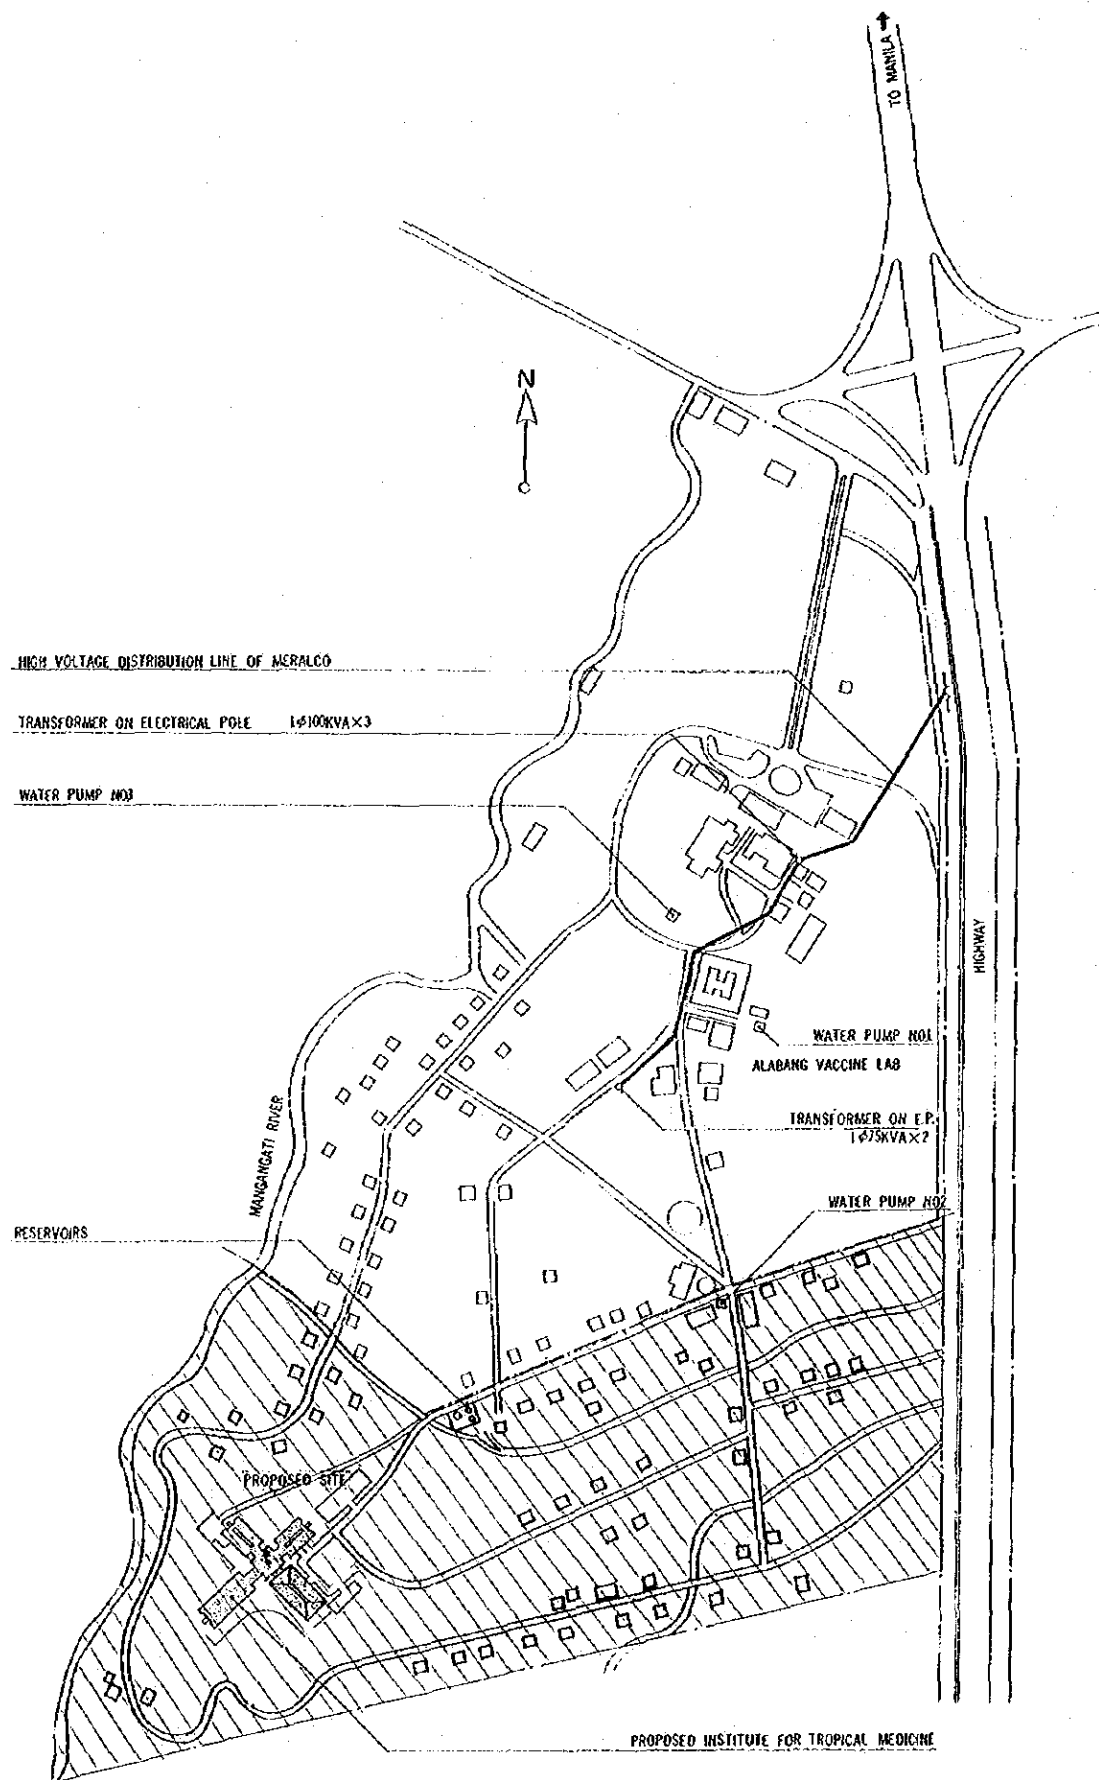 TO MANILA
N
HIGH VOLTAGE DISTRIBUTION LINE OF MERALCO
TRANSFORMER ON ELECTRICAL POLE 1φ100KVA×3
WATER PUMP NO3
HIGHWAY
WATER PUMP NO1
ALABANG VACCINE LAB
TRANSFORMER ON E.P.
1φ75KVA×2
MANGANGATI RIVER
WATER PUMP NO2
RESERVOIRS
PROPOSED SITE
PROPOSED INSTITUTE FOR TROPICAL MEDICINE